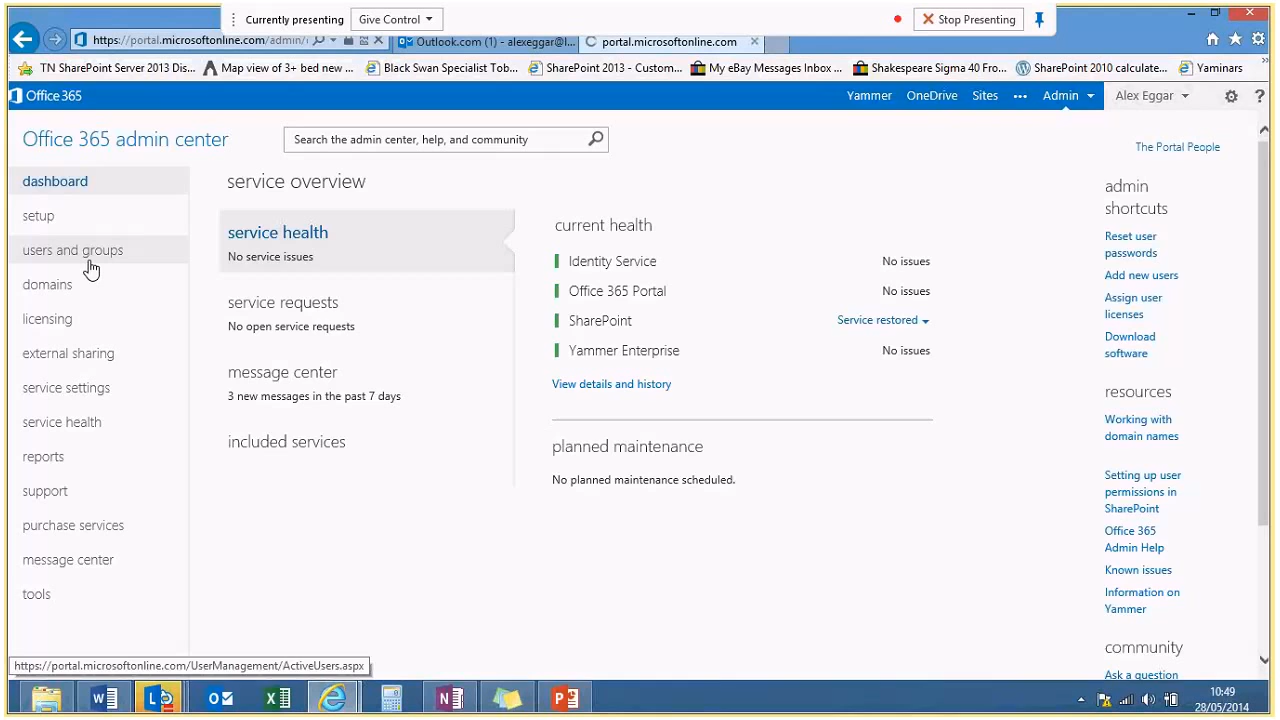 Currently presenting
Give Control
Stop Presenting
https://portal.microsoftonline.com/admin/
Outlook.com (1) - alexeggar@l...
portal.microsoftonline.com
TN SharePoint Server 2013 Dis...
Map view of 3+ bed new ...
Black Swan Specialist Tob...
SharePoint 2013 - Custom...
My eBay Messages Inbox ...
Shakespeare Sigma 40 Fro...
SharePoint 2010 calculate...
Yaminars
Office 365
Yammer
OneDrive
Sites
Admin
Alex Eggar
?
Office 365 admin center
Search the admin center, help, and community
The Portal People
dashboard
setup
users and groups
domains
licensing
external sharing
service settings
service health
reports
support
purchase services
message center
tools
service overview
service health
No service issues
service requests
No open service requests
message center
3 new messages in the past 7 days
included services
current health
Identity Service No issues
Office 365 Portal No issues
SharePoint Service restored
Yammer Enterprise No issues
View details and history
planned maintenance
No planned maintenance scheduled.
admin
shortcuts
Reset user
passwords
Add new users
Assign user
licenses
Download
software
resources
Working with
domain names
Setting up user
permissions in
SharePoint
Office 365
Admin Help
Known issues
Information on
Yammer
community
Ask a question
https://portal.microsoftonline.com/UserManagement/ActiveUsers.aspx
10:49
28/05/2014